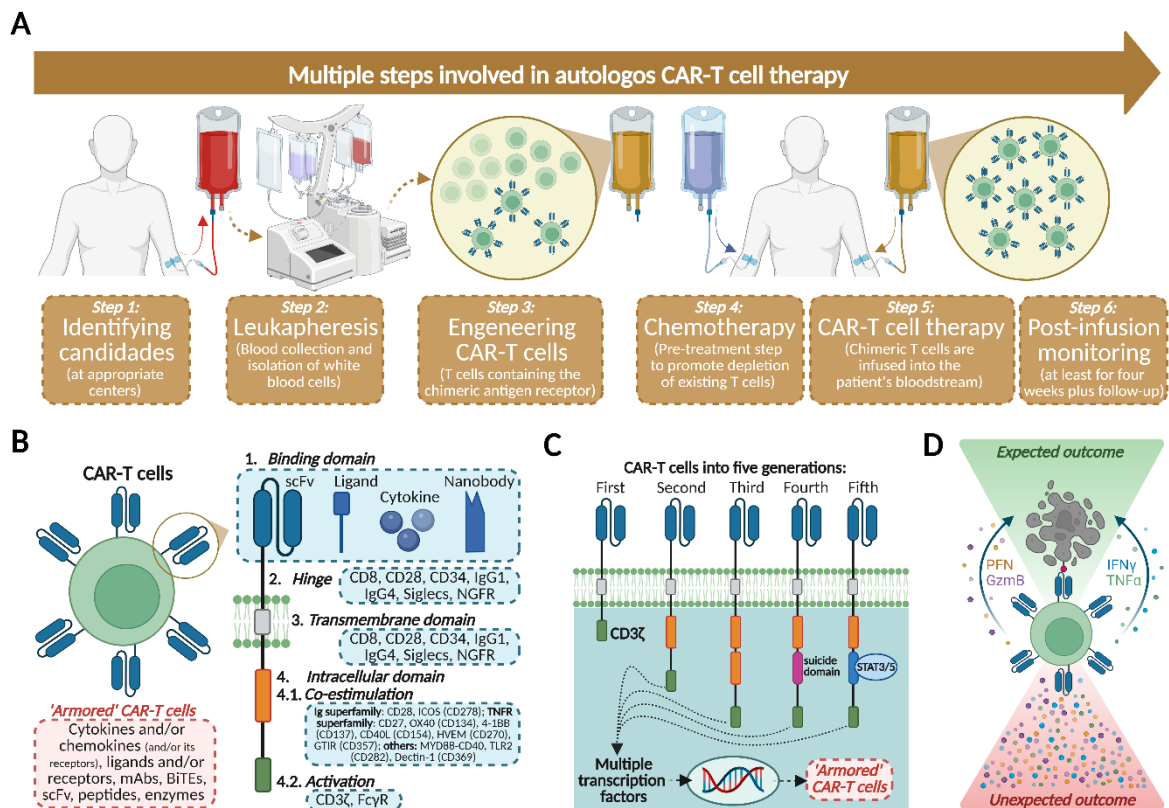 A
Multiple steps involved in autologos CAR-T cell therapy
Step 1:
Identifying
candidades
(at appropriate
centers)
Step 2:
Leukapheresis
(Blood collection and
isolation of white
blood cells)
Step 3:
Engeneering
CAR-T cells
(T cells containing the
chimeric antigen receptor)
Step 4:
Chemotherapy
(Pre-treatment step
to promote depletion
of existing T cells)
Step 5:
CAR-T cell therapy
(Chimeric T cells are
infused into the
patient's bloodstream)
Step 6:
Post-infusion
monitoring
(at least for four
weeks plus follow-up)
B
CAR-T cells
'Armored' CAR-T cells
Cytokines and/or
chemokines (and/or its
receptors), ligands and/or
receptors, mAbs, BiTEs,
scFv, peptides, enzymes
1. Binding domain
scFv
Ligand
Cytokine
Nanobody
2. Hinge
CD8, CD28, CD34, IgG1,
IgG4, Siglecs, NGFR
3. Transmembrane domain
CD8, CD28, CD34, IgG1,
IgG4, Siglecs, NGFR
4. Intracellular domain
4.1. Co-estimulation
Ig superfamily: CD28, ICOS (CD278); TNFR
superfamily: CD27, OX40 (CD134), 4-1BB
(CD137), CD40L (CD154), HVEM (CD270),
GTIR (CD357); others: MYD88-CD40, TLR2
(CD282), Dectin-1 (CD369)
4.2. Activation
CD3ζ, FcγR
C
CAR-T cells into five generations:
First
Second
Third
Fourth
Fifth
CD3ζ
suicide
domain
STAT3/5
Multiple
transcription
factors
'Armored'
CAR-T cells
D
Expected outcome
PFN
GzmB
IFNγ
TNFα
Unexpected outcome